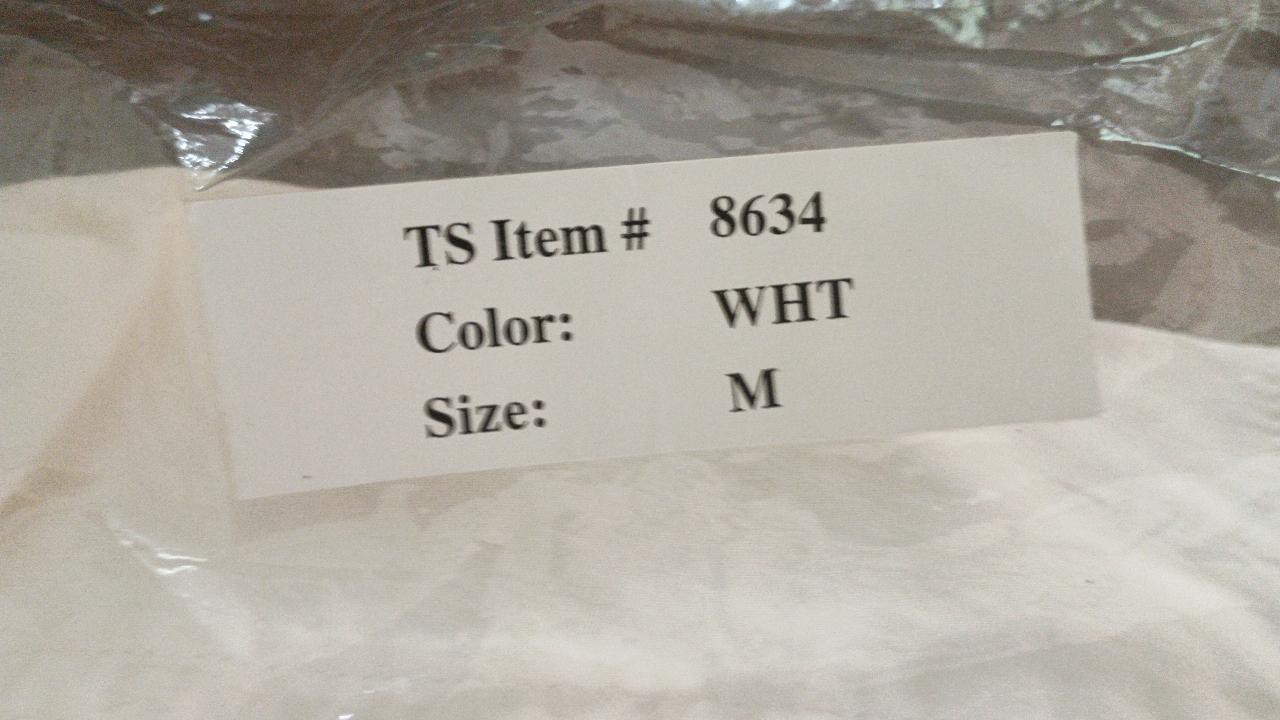 TS Item # 8634
Color: WHT
Size: M